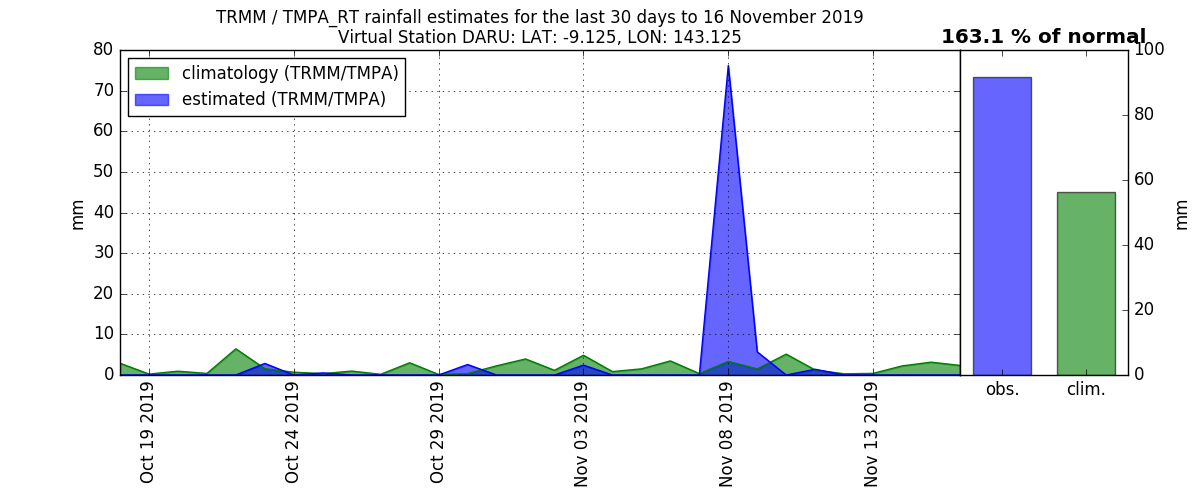 TRMM / TMPA_RT rainfall estimates for the last 30 days to 16 November 2019
Virtual Station DARU: LAT: -9.125, LON: 143.125
163.1 % of normal
climatology (TRMM/TMPA)
estimated (TRMM/TMPA)
80
70
60
50
40
30
20
10
0
mm
Oct 19 2019
Oct 24 2019
Oct 29 2019
Nov 03 2019
Nov 08 2019
Nov 13 2019
obs.
clim.
100
80
60
40
20
0
mm